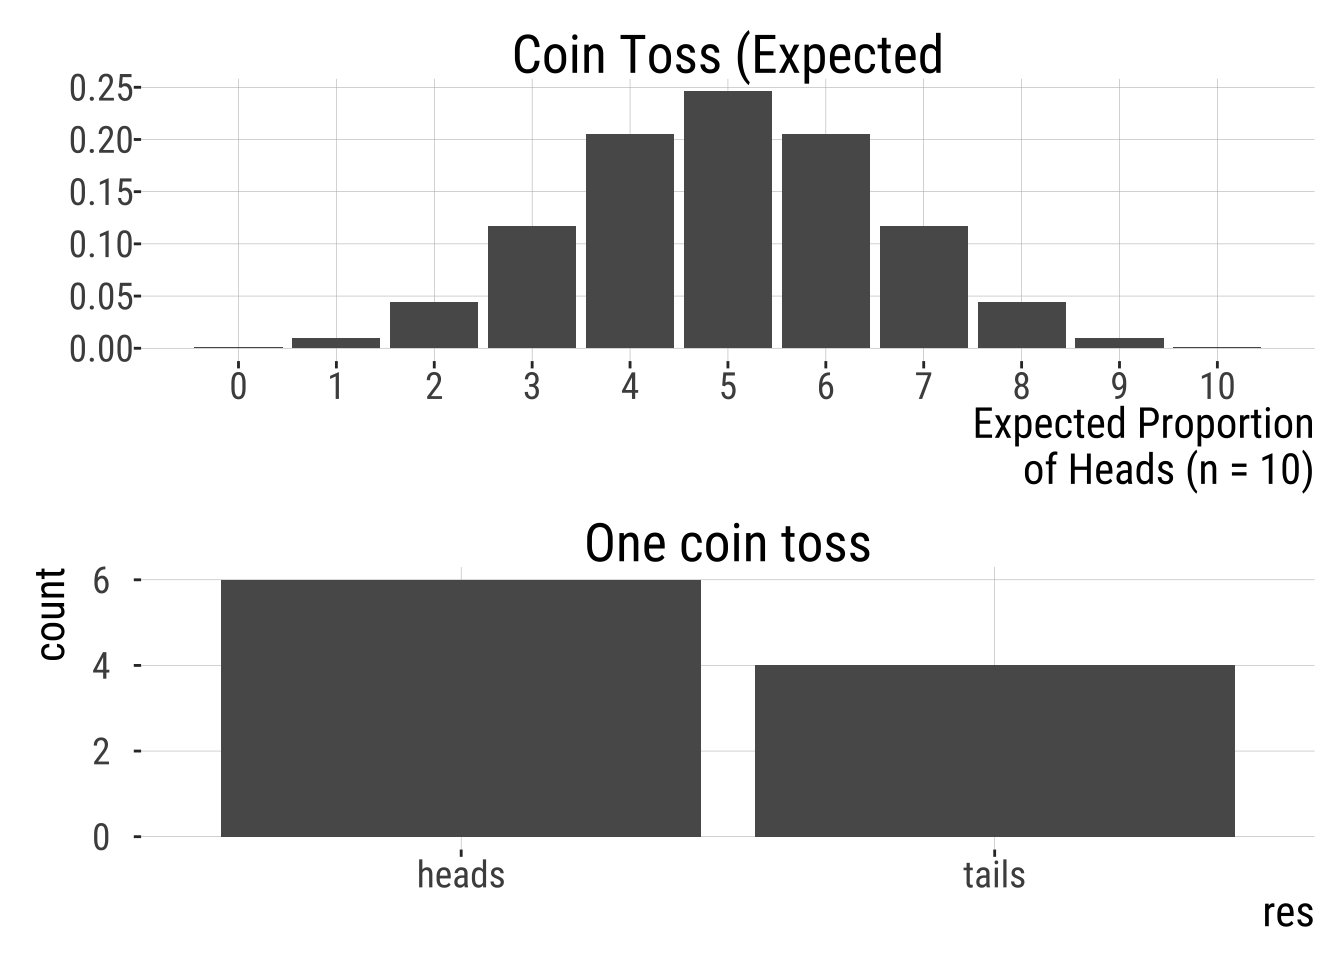 Coin Toss (Expected
0.25
0.20
0.15
0.10
0.05
0.00
0 1 2 3 4 5 6 7 8 9 10
Expected Proportion
of Heads (n = 10)
One coin toss
count
6
4
2
0
heads tails
res